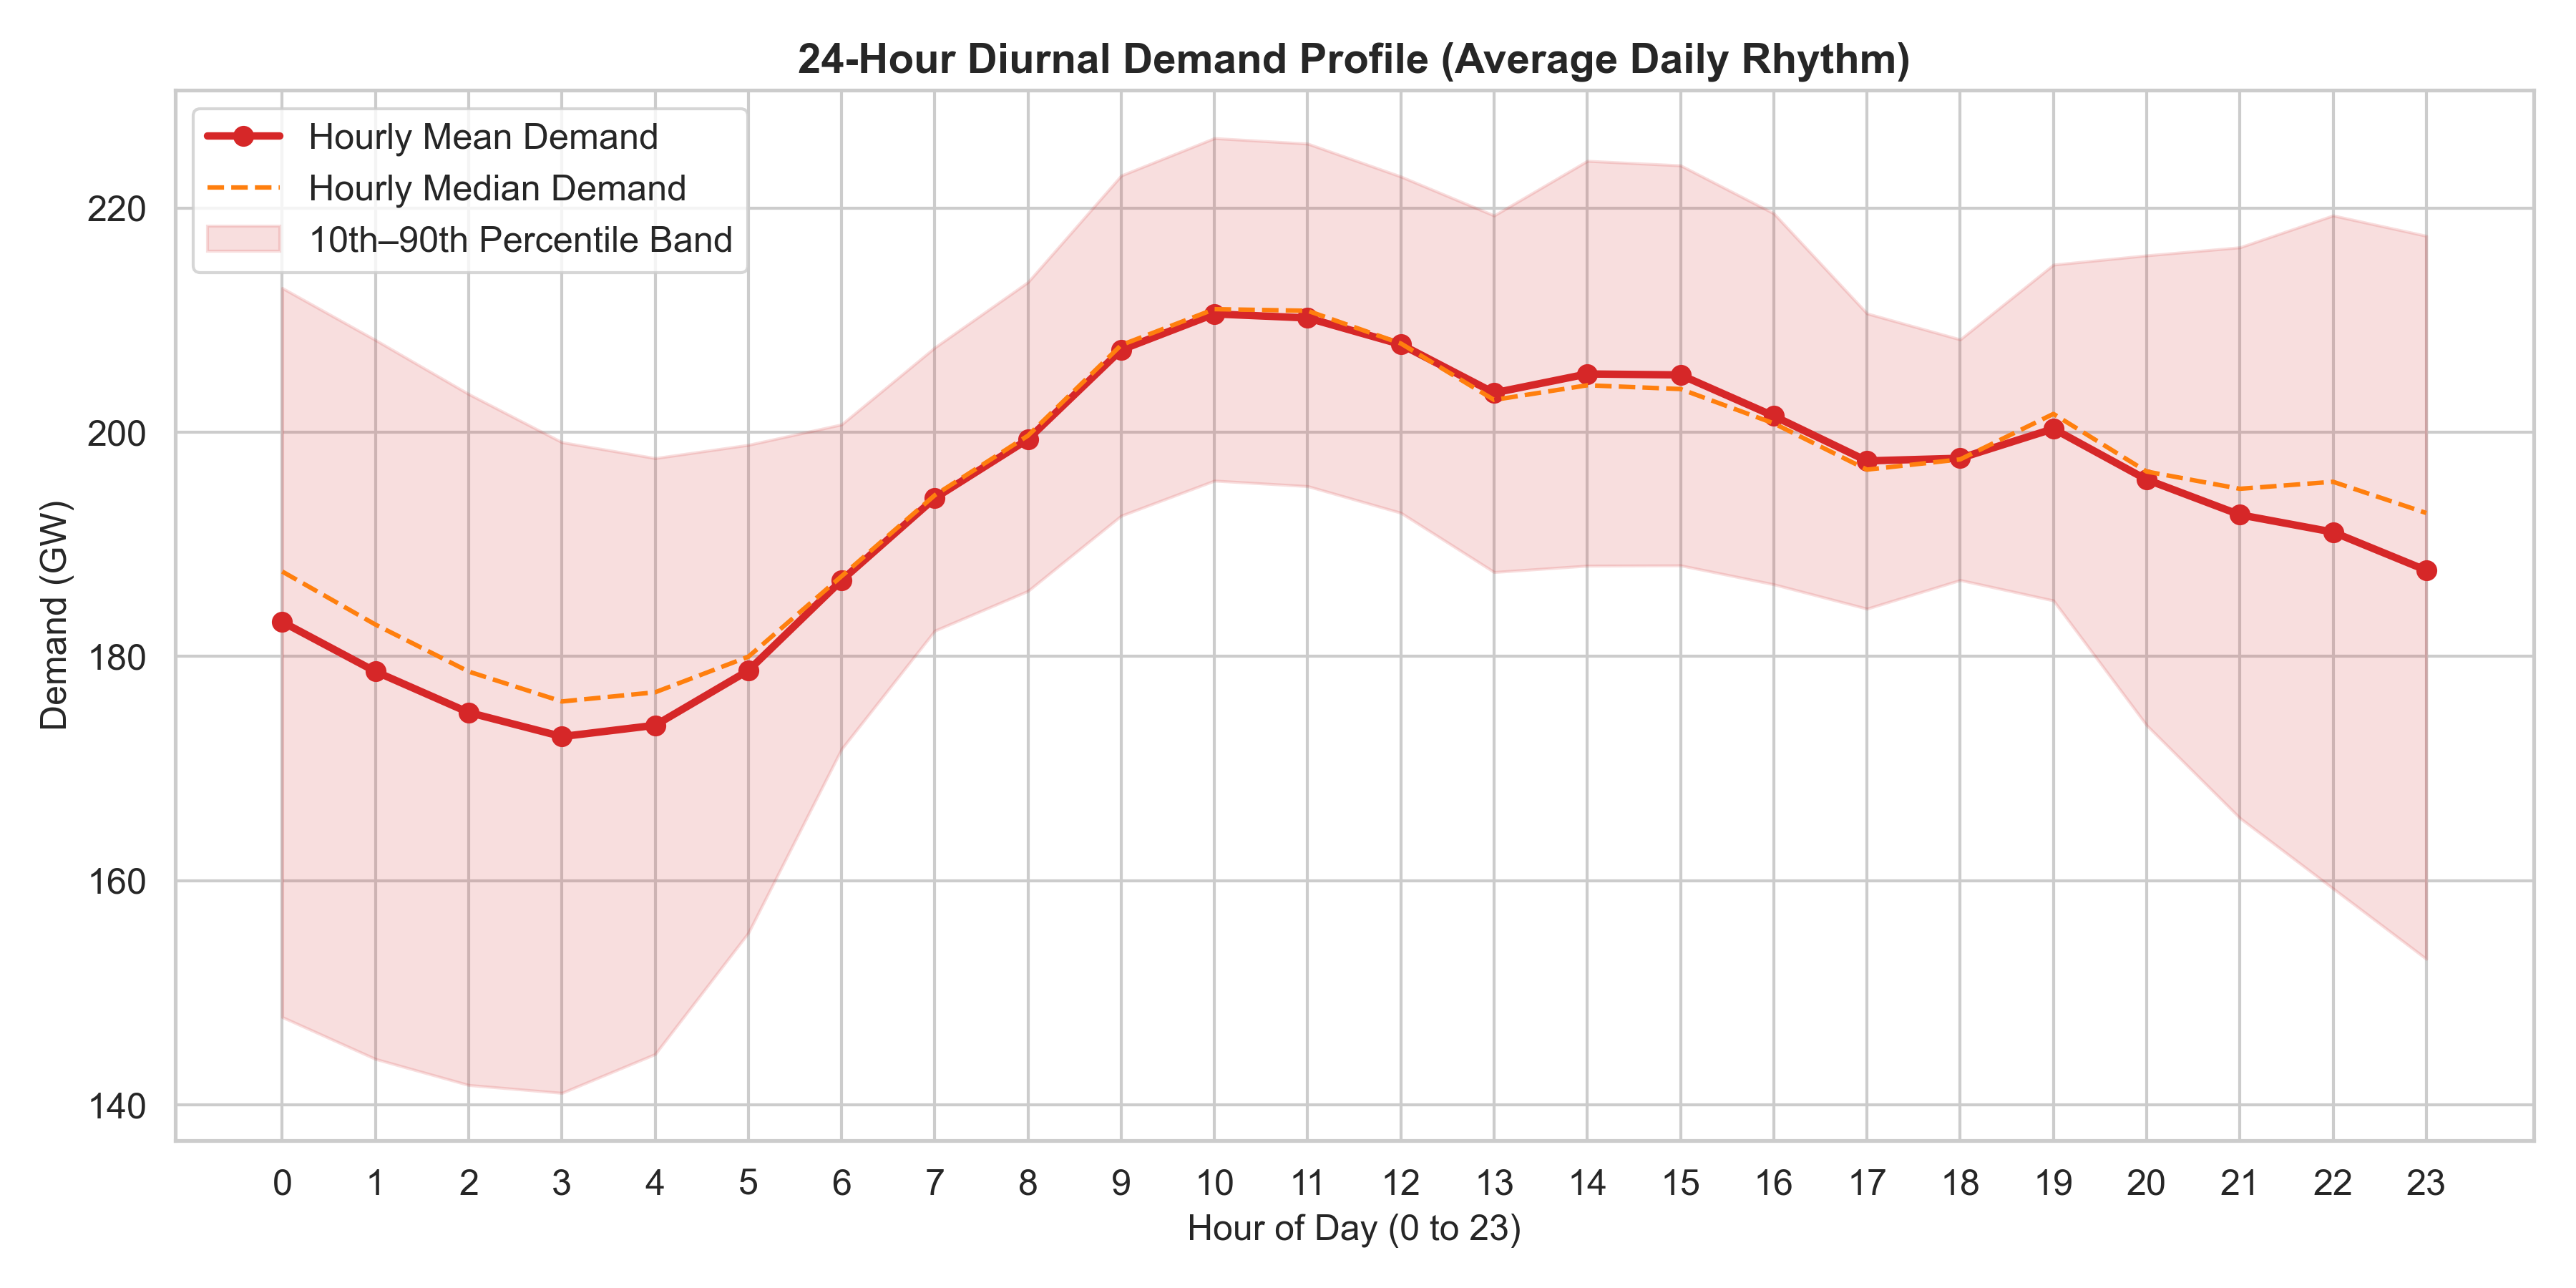 24-Hour Diurnal Demand Profile (Average Daily Rhythm)
Hourly Mean Demand
Hourly Median Demand
10th–90th Percentile Band
Demand (GW)
220
200
180
160
140
0 1 2 3 4 5 6 7 8 9 10 11 12 13 14 15 16 17 18 19 20 21 22 23
Hour of Day (0 to 23)